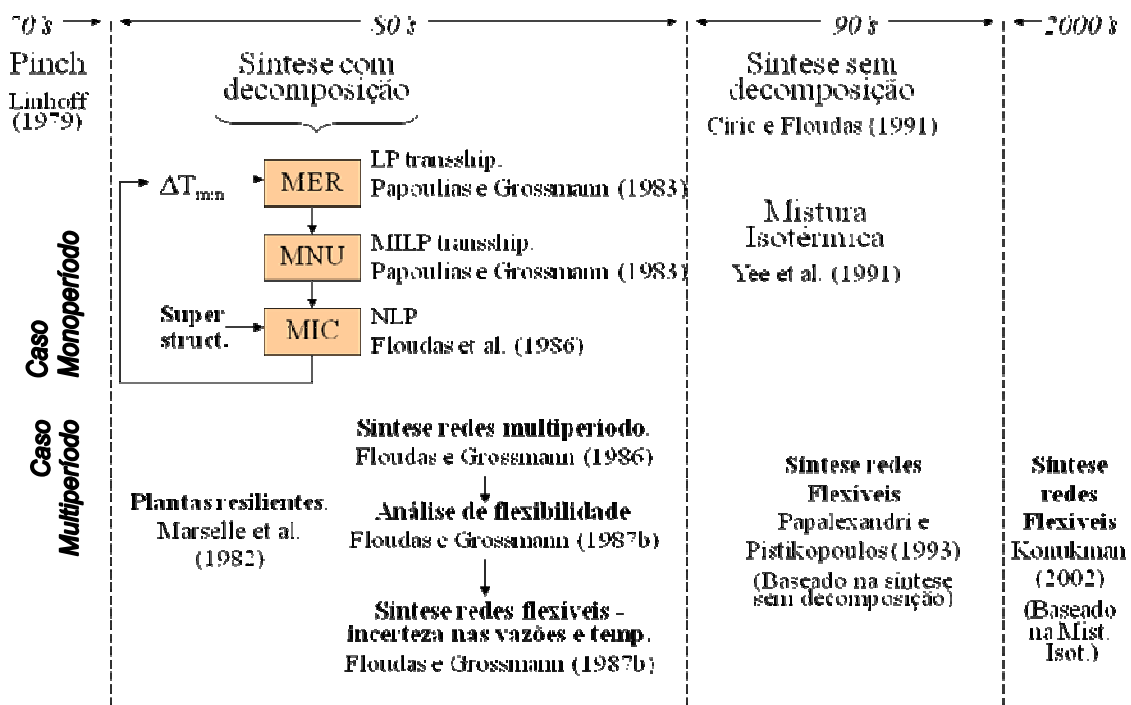 70's
80's
90's
2000's
Pinch
Linhoff
(1979)
Síntese com
decomposição
ΔTmin
MER
LP transship.
Papoulias e Grossmann (1983)
MNU
MILP transship.
Papoulias e Grossmann (1983)
Super
struct.
MIC
NLP
Floudas et al. (1986)
Síntese sem
decomposição
Ciric e Floudas (1991)
Mistura
Isotérmica
Yee et al. (1991)
Caso
Monoperíodo
Caso
Multiperíodo
Plantas resilientes.
Marselle et al.
(1982)
Síntese redes multiperíodo.
Floudas e Grossmann (1986)
Análise de flexibilidade
Floudas e Grossmann (1987b)
Síntese redes flexíveis -
incerteza nas vazões e temp.
Floudas e Grossmann (1987b)
Síntese redes
Flexíveis
Papalexandri e
Pistikopoulos (1993)
(Baseado na síntese
sem decomposição)
Síntese
redes
Flexíveis
Konukman
(2002)
(Baseado
na Mist.
Isot.)